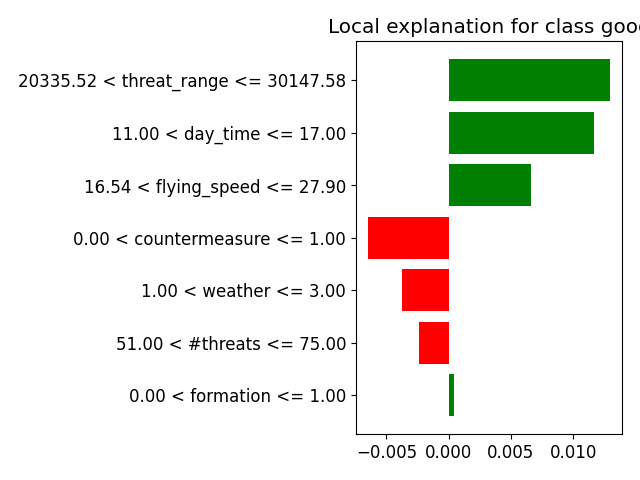 Local explanation for class good
20335.52 < threat_range <= 30147.58
11.00 < day_time <= 17.00
16.54 < flying_speed <= 27.90
0.00 < countermeasure <= 1.00
1.00 < weather <= 3.00
51.00 < #threats <= 75.00
0.00 < formation <= 1.00
−0.005 0.000 0.005 0.010